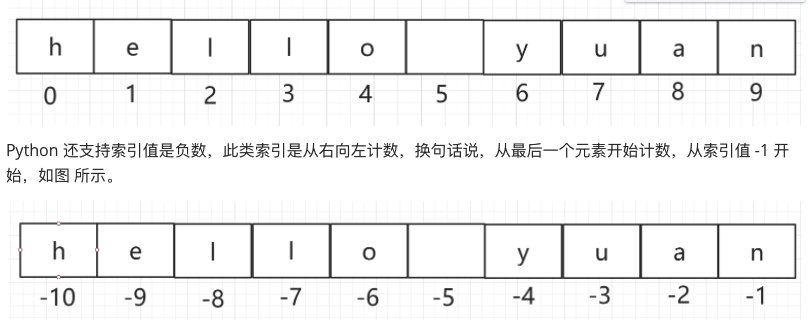 h e l l o y u a n
0 1 2 3 4 5 6 7 8 9
Python 还支持索引值是负数，此类索引是从右向左计数，换句话说，从最后一个元素开始计数，从索引值 -1 开
始，如图 所示。
h e l l o y u a n
-10 -9 -8 -7 -6 -5 -4 -3 -2 -1